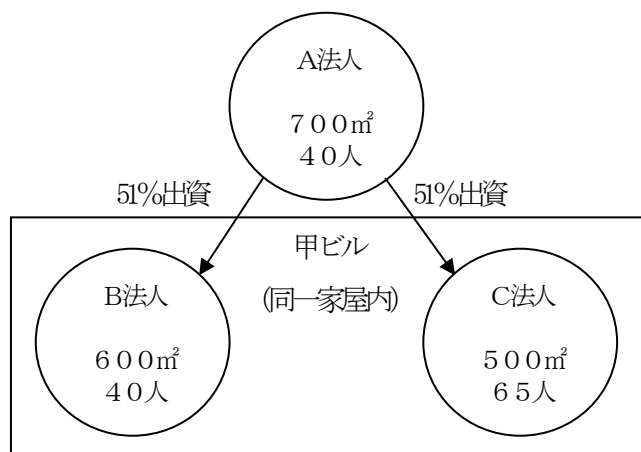 A法人
７００㎡
４０人
51%出資
51%出資
甲ビル
(同一家屋内)
B法人
６００㎡
４０人
C法人
５００㎡
６５人